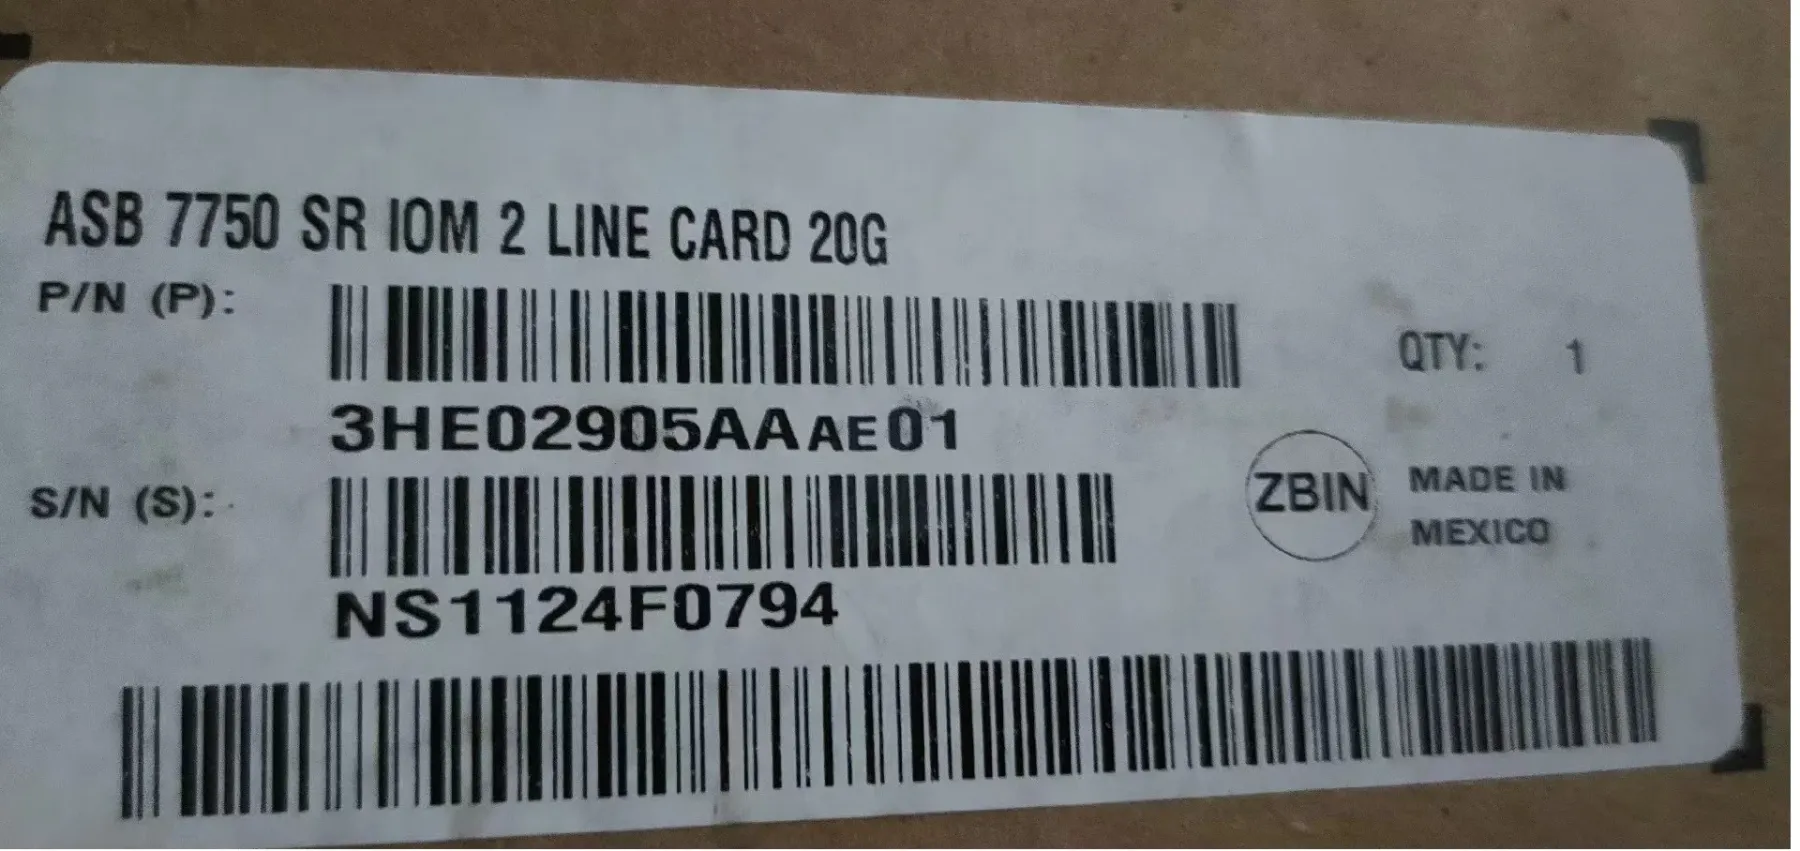 ASB 7750 SR IOM 2 LINE CARD 20G
P/N (P):
QTY: 1
3HE02905AAAE01
S/N (S):
ZBIN
MADE IN
MEXICO
NS1124F0794